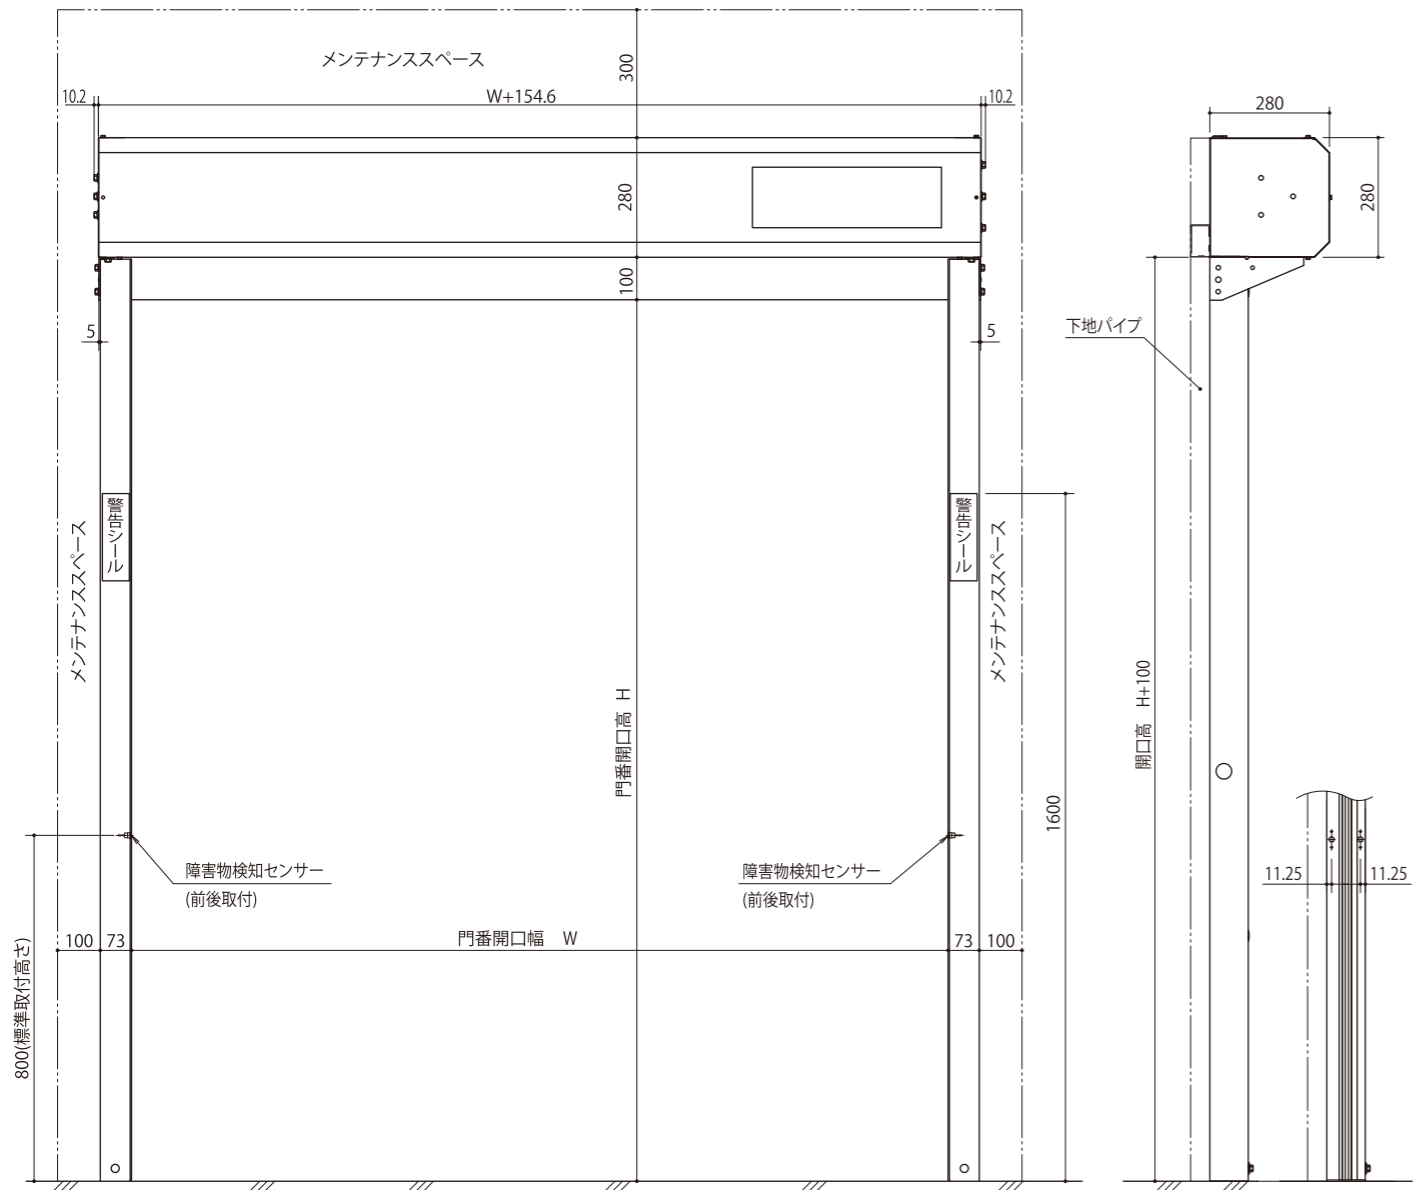 メンテナンススペース
300
10.2
W+154.6
10.2
280
280
280
100
5
5
下地パイプ
警告シール
警告シール
メンテナンススペース
メンテナンススペース
門番開口高 H
開口高 H+100
1600
障害物検知センサー
(前後取付)
障害物検知センサー
(前後取付)
11.25
11.25
100
73
門番開口幅 W
73
100
800(標準取付高さ)